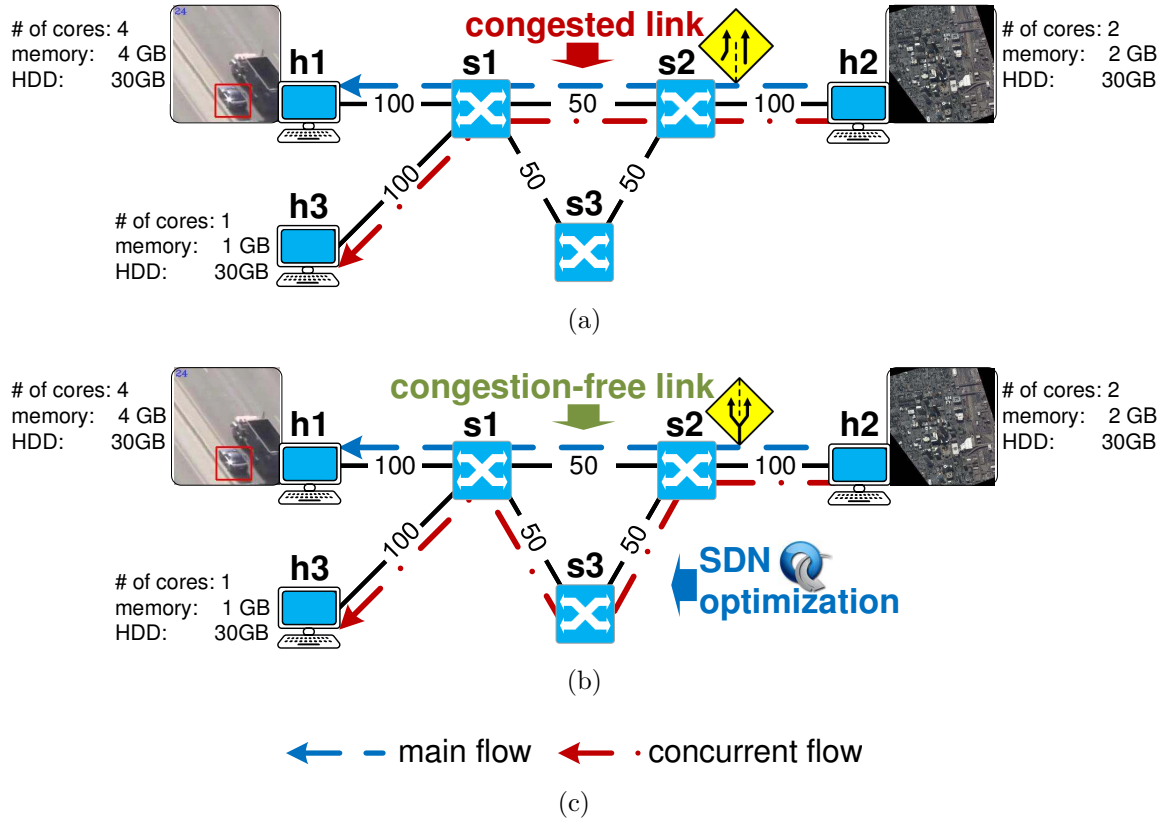 # of cores: 4
memory: 4 GB
HDD: 30GB
24
h1
s1
congested link
s2
h2
# of cores: 2
memory: 2 GB
HDD: 30GB
100
50
100
100
50
50
h3
s3
# of cores: 1
memory: 1 GB
HDD: 30GB
(a)
# of cores: 4
memory: 4 GB
HDD: 30GB
24
h1
s1
congestion-free link
s2
h2
# of cores: 2
memory: 2 GB
HDD: 30GB
100
50
100
100
50
50
h3
s3
SDN
optimization
# of cores: 1
memory: 1 GB
HDD: 30GB
(b)
main flow
concurrent flow
(c)